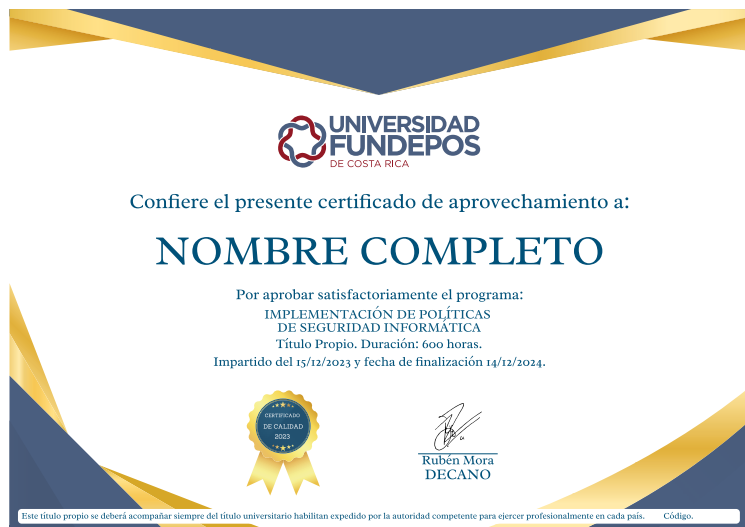 UNIVERSIDAD
FUNDEPOS
DE COSTA RICA
Confiere el presente certificado de aprovechamiento a:
NOMBRE COMPLETO
Por aprobar satisfactoriamente el programa:
IMPLEMENTACIÓN DE POLÍTICAS
DE SEGURIDAD INFORMÁTICA
Título Propio. Duración: 600 horas.
Impartido del 15/12/2023 y fecha de finalización 14/12/2024.
CERTIFICADO
DE CALIDAD
2023
Rubén Mora
DECANO
Este título propio se deberá acompañar siempre del título universitario habilitan expedido por la autoridad competente para ejercer profesionalmente en cada país. Código.